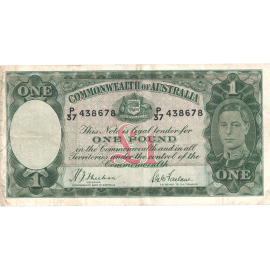 COMMONWEALTH OF AUSTRALIA
ONE
1
P/37 438678
P/37 438678
This Note is Legal Tender for
ONE POUND
in the Commonwealth and in all
Territories under the control of the
Commonwealth
£1
1
ONE